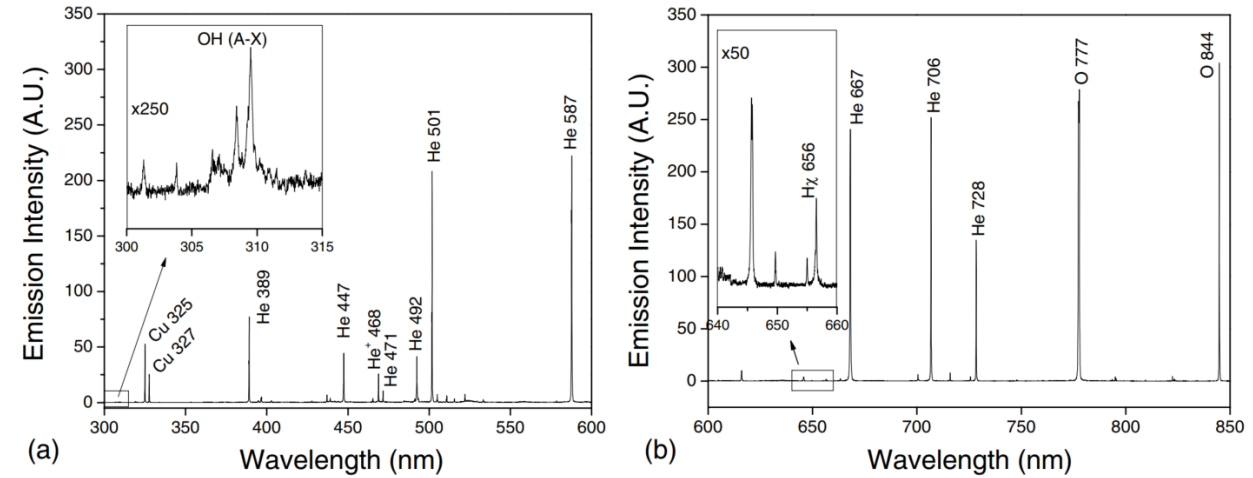 OH (A-X)
x250
300 305 310 315
Cu 325
Cu 327
He 389
He 447
He⁺ 468
He 471
He 492
He 501
He 587
350
300
250
200
150
100
50
0
300 350 400 450 500 550 600
Emission Intensity (A.U.)
Wavelength (nm)
(a)
x50
Hχ 656
640 650 660
He 667
He 706
He 728
O 777
O 844
350
300
250
200
150
100
50
0
600 650 700 750 800 850
Emission Intensity (A.U.)
Wavelength (nm)
(b)